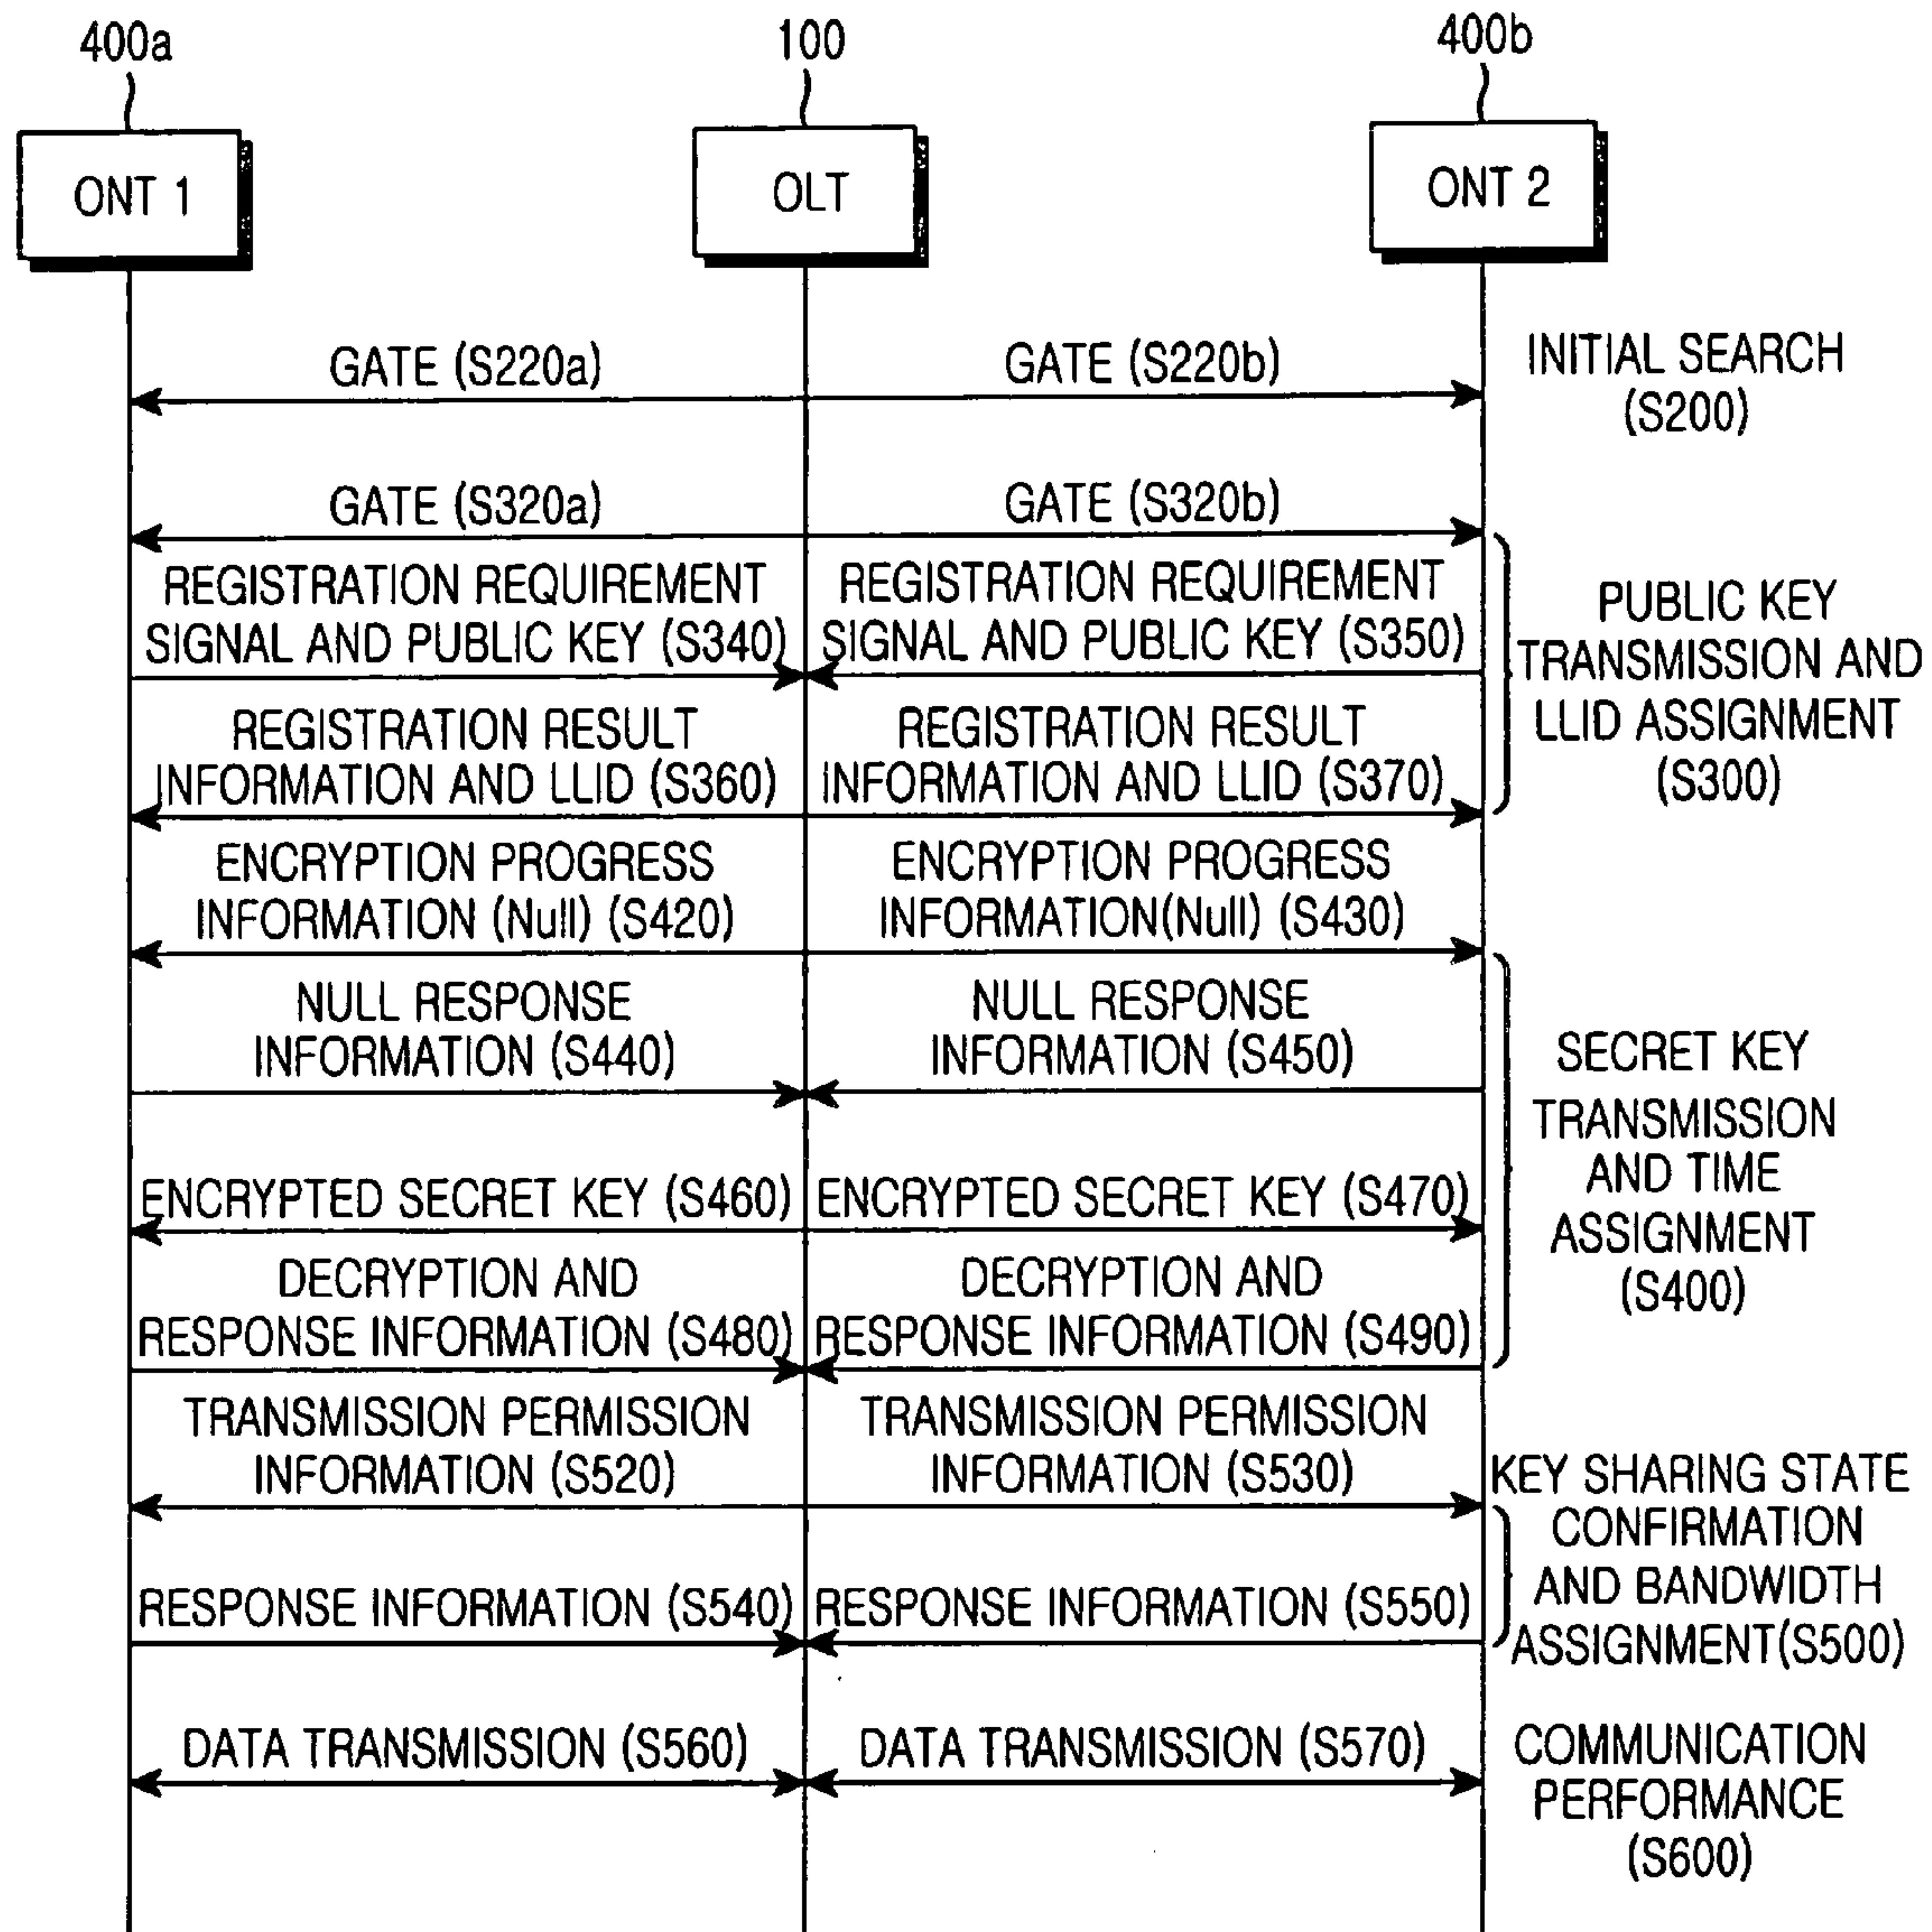 400a
100
400b
ONT 1
OLT
ONT 2
GATE (S220a)
GATE (S220b)
INITIAL SEARCH
(S200)
GATE (S320a)
GATE (S320b)
REGISTRATION REQUIREMENT
SIGNAL AND PUBLIC KEY (S340)
REGISTRATION REQUIREMENT
SIGNAL AND PUBLIC KEY (S350)
REGISTRATION RESULT
INFORMATION AND LLID (S360)
REGISTRATION RESULT
INFORMATION AND LLID (S370)
PUBLIC KEY
TRANSMISSION AND
LLID ASSIGNMENT
(S300)
ENCRYPTION PROGRESS
INFORMATION (Null) (S420)
ENCRYPTION PROGRESS
INFORMATION(Null) (S430)
NULL RESPONSE
INFORMATION (S440)
NULL RESPONSE
INFORMATION (S450)
ENCRYPTED SECRET KEY (S460)
ENCRYPTED SECRET KEY (S470)
DECRYPTION AND
RESPONSE INFORMATION (S480)
DECRYPTION AND
RESPONSE INFORMATION (S490)
SECRET KEY
TRANSMISSION
AND TIME
ASSIGNMENT
(S400)
TRANSMISSION PERMISSION
INFORMATION (S520)
TRANSMISSION PERMISSION
INFORMATION (S530)
RESPONSE INFORMATION (S540)
RESPONSE INFORMATION (S550)
KEY SHARING STATE
CONFIRMATION
AND BANDWIDTH
ASSIGNMENT(S500)
DATA TRANSMISSION (S560)
DATA TRANSMISSION (S570)
COMMUNICATION
PERFORMANCE
(S600)